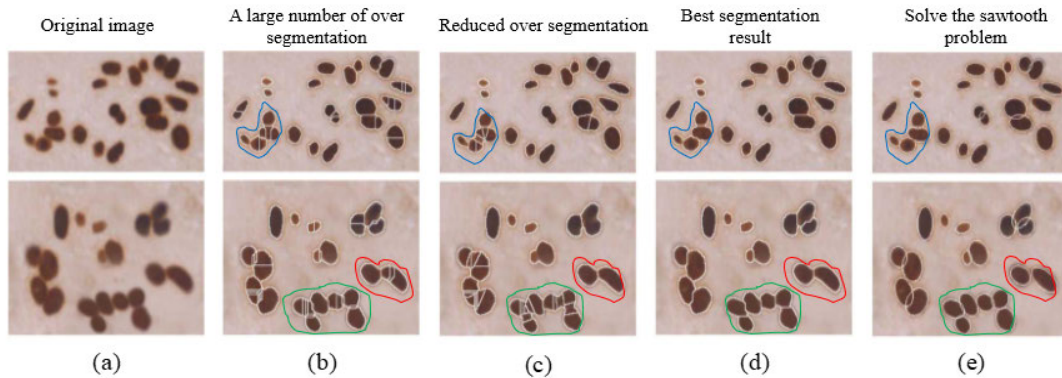 Original image
A large number of over
segmentation
Reduced over segmentation
Best segmentation
result
Solve the sawtooth
problem
(a)
(b)
(c)
(d)
(e)